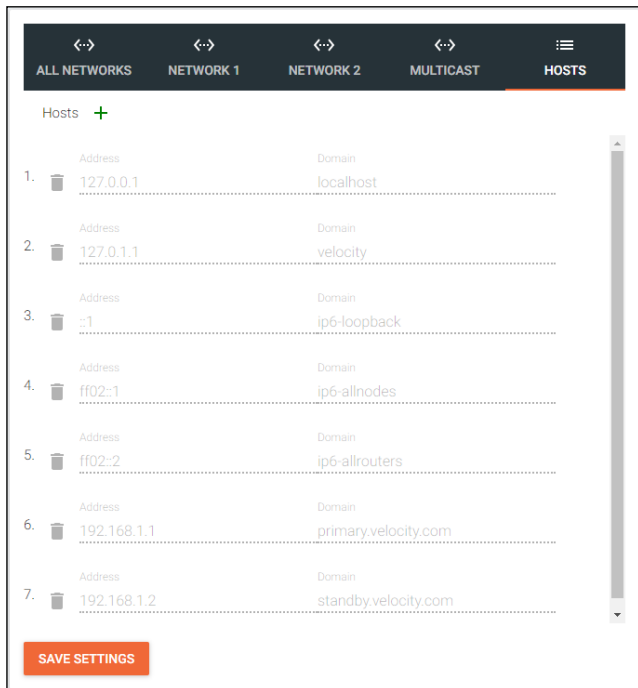 ALL NETWORKS NETWORK 1 NETWORK 2 MULTICAST HOSTS
Hosts +
Address Domain
1. 127.0.0.1 localhost
Address Domain
2. 127.0.1.1 velocity
Address Domain
3. ::1 ip6-loopback
Address Domain
4. ff02::1 ip6-allnodes
Address Domain
5. ff02::2 ip6-allrouters
Address Domain
6. 192.168.1.1 primary.velocity.com
Address Domain
7. 192.168.1.2 standby.velocity.com
SAVE SETTINGS